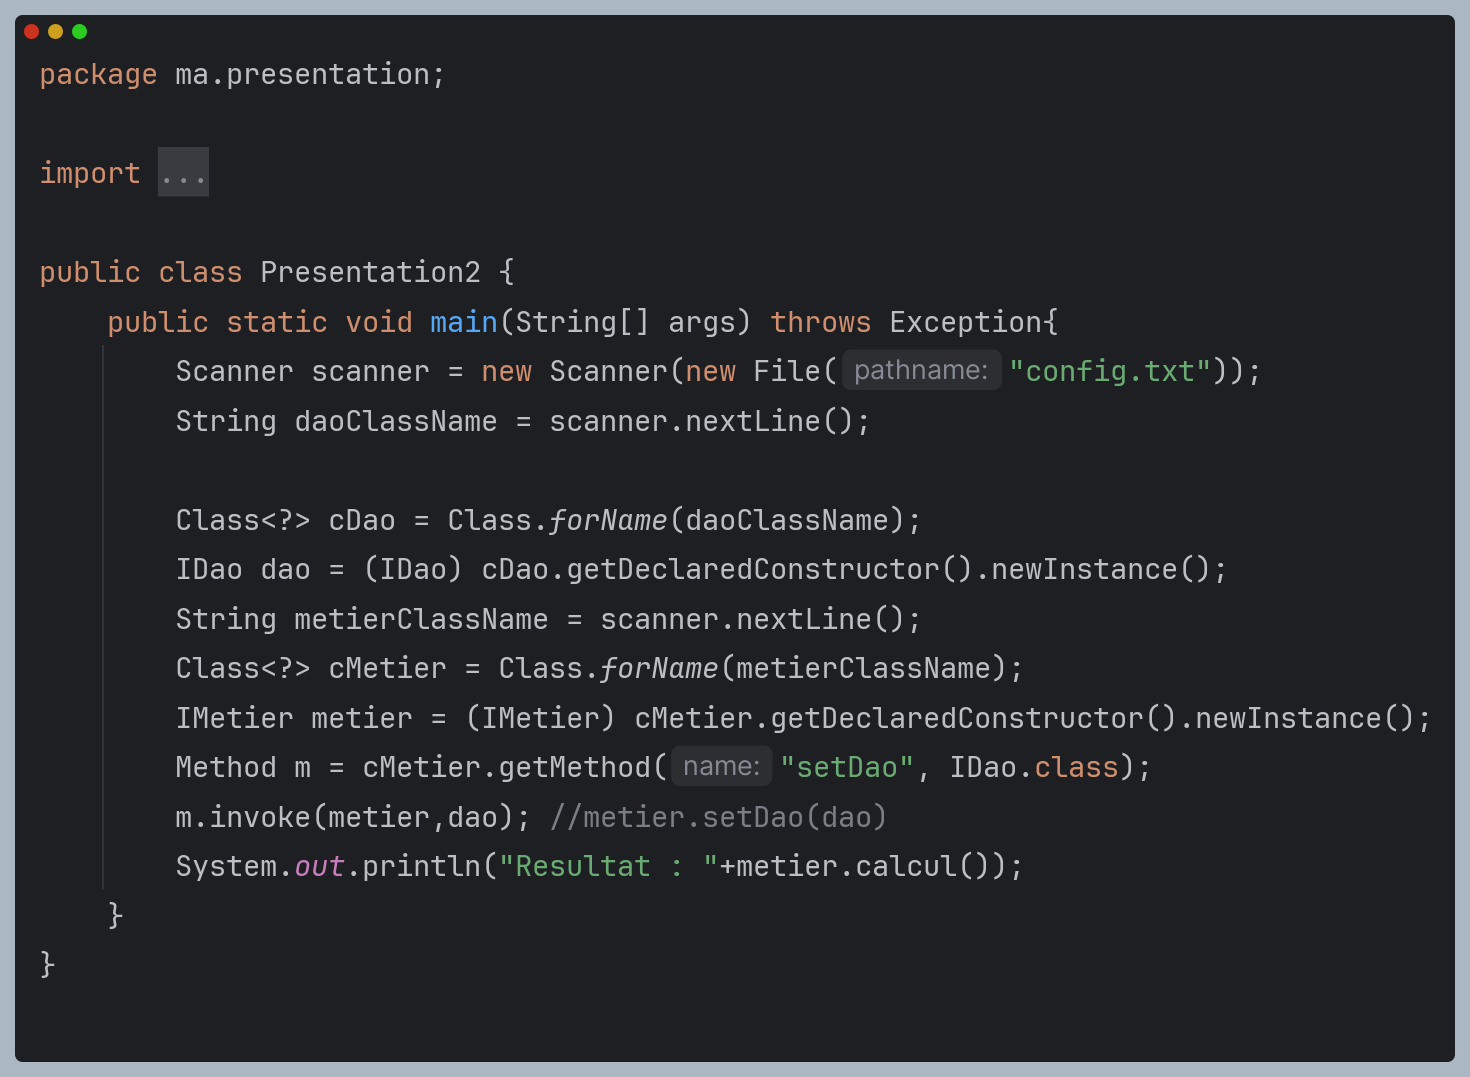 package ma.presentation;
import ...
public class Presentation2 {
public static void main(String[] args) throws Exception{
Scanner scanner = new Scanner(new File( pathname: "config.txt"));
String daoClassName = scanner.nextLine();
Class<?> cDao = Class.forName(daoClassName);
IDao dao = (IDao) cDao.getDeclaredConstructor().newInstance();
String metierClassName = scanner.nextLine();
Class<?> cMetier = Class.forName(metierClassName);
IMetier metier = (IMetier) cMetier.getDeclaredConstructor().newInstance();
Method m = cMetier.getMethod( name: "setDao", IDao.class);
m.invoke(metier,dao); //metier.setDao(dao)
System.out.println("Resultat : "+metier.calcul());
}
}